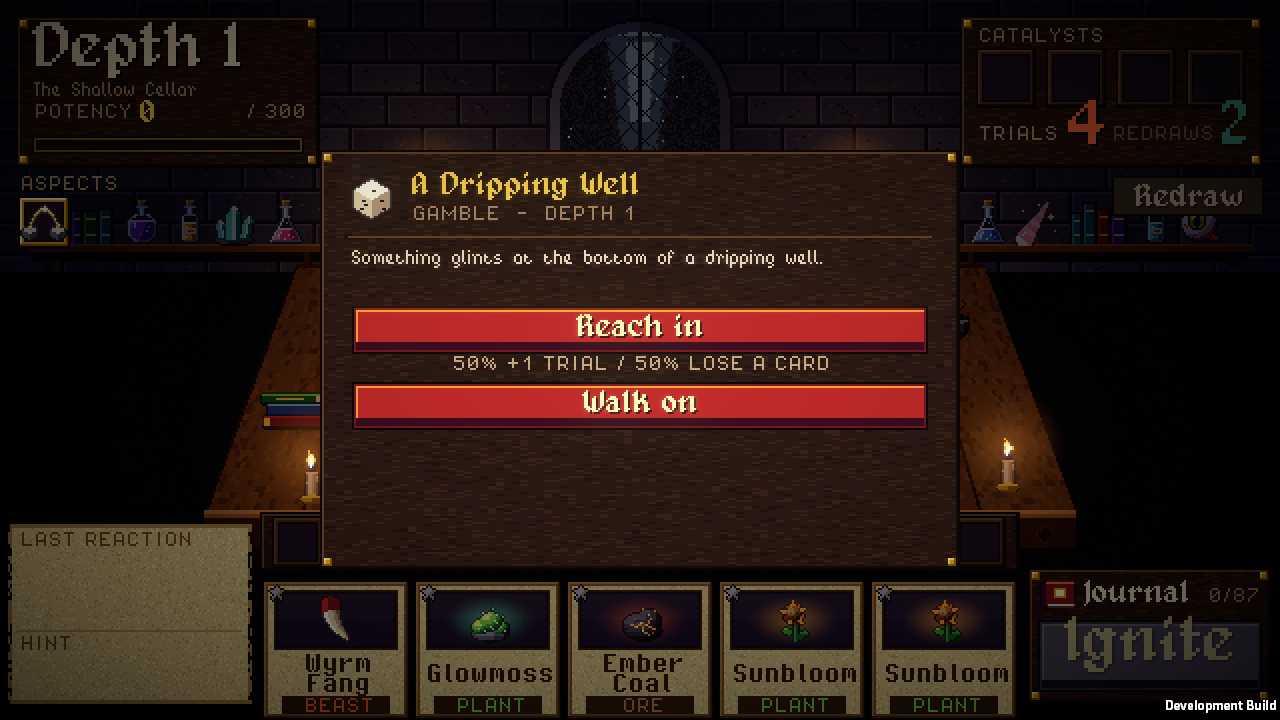 Depth 1
The Shallow Cellar
POTENCY 0 / 300
ASPECTS
CATALYSTS
TRIALS 4 REDRAWS 2
Redraw
A Dripping Well
GAMBLE - DEPTH 1
Something glints at the bottom of a dripping well.
Reach in
50% +1 TRIAL / 50% LOSE A CARD
Walk on
LAST REACTION
HINT
Wyrm
Fang
BEAST
Glowmoss
PLANT
Ember
Coal
ORE
Sunbloom
PLANT
Sunbloom
PLANT
Journal 0/87
Ignite
Development Build